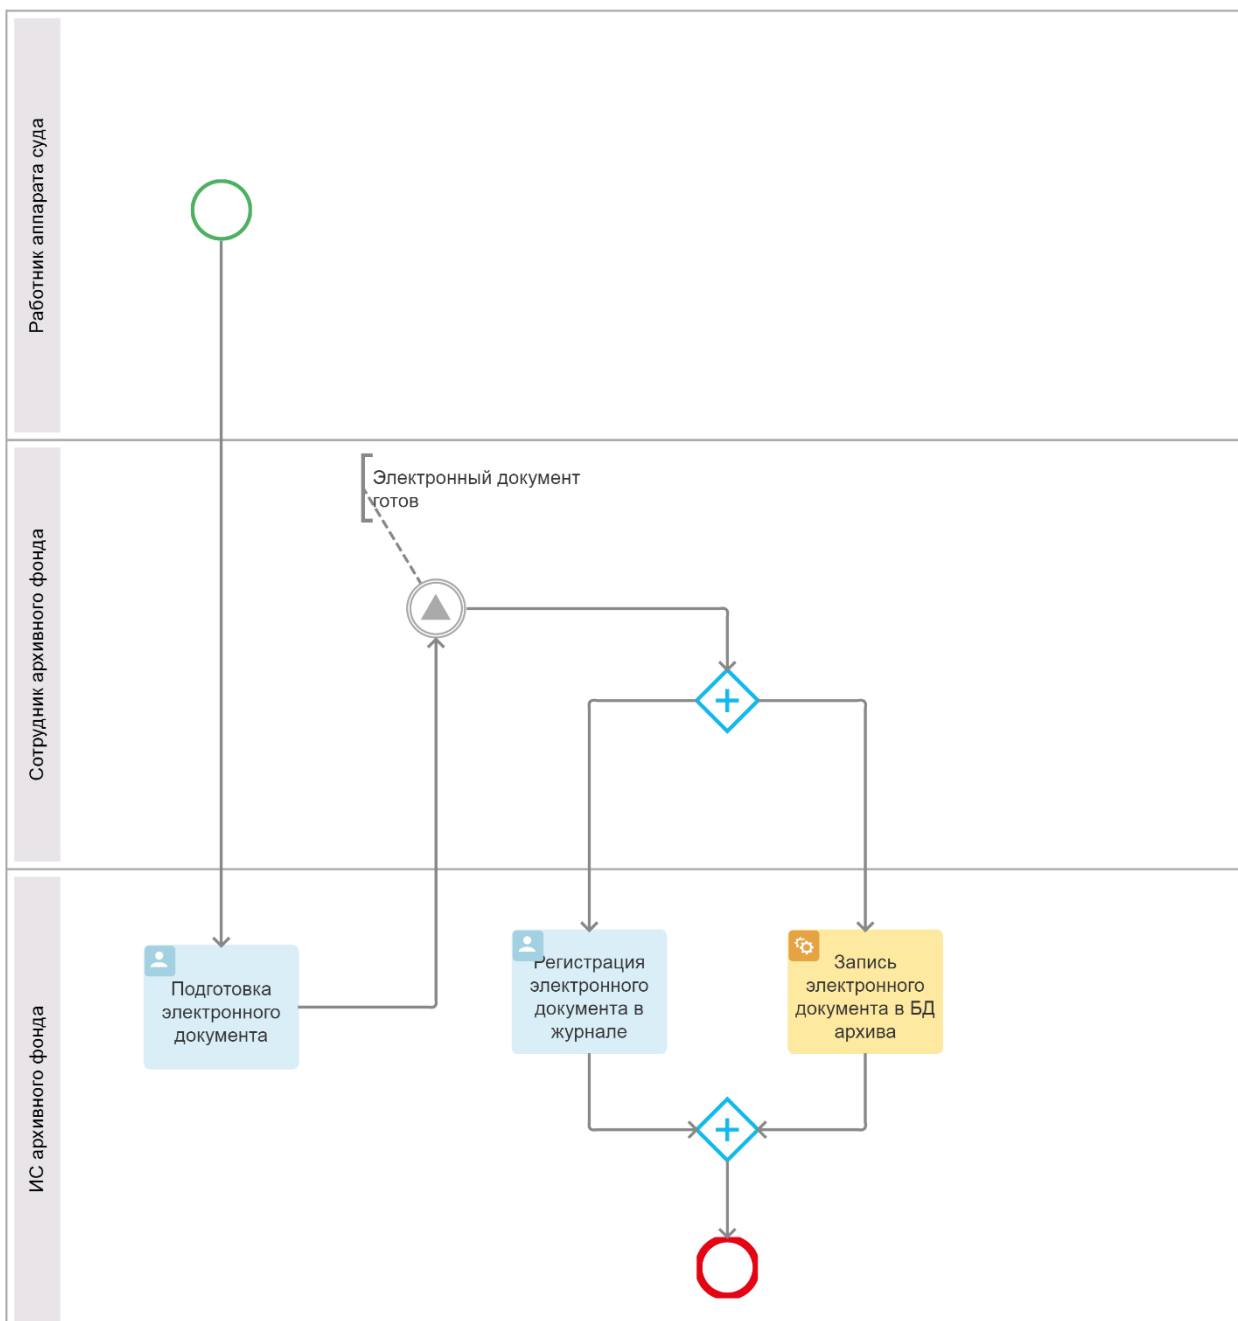 Работник аппарата суда
Сотрудник архивного фонда
Электронный документ
готов
ИС архивного фонда
Подготовка
электронного
документа
Регистрация
электронного
документа в
журнале
Запись
электронного
документа в БД
архива